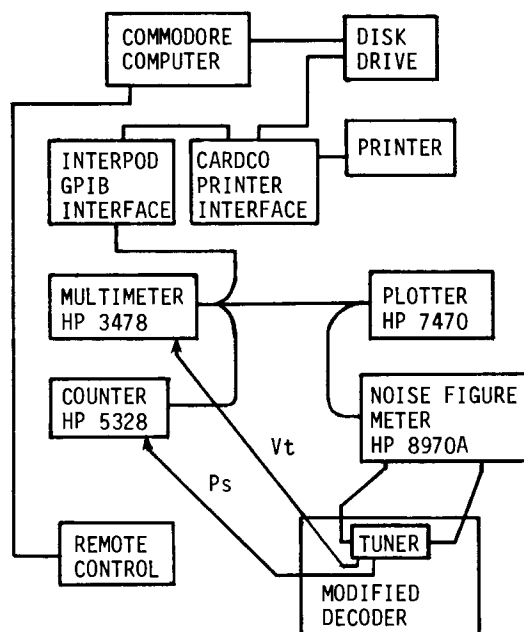 COMMODORE
COMPUTER
DISK
DRIVE
INTERPOD
GPIB
INTERFACE
CARDCO
PRINTER
INTERFACE
PRINTER
MULTIMETER
HP 3478
PLOTTER
HP 7470
COUNTER
HP 5328
NOISE FIGURE
METER
HP 8970A
Vt
Ps
REMOTE
CONTROL
TUNER
MODIFIED
DECODER